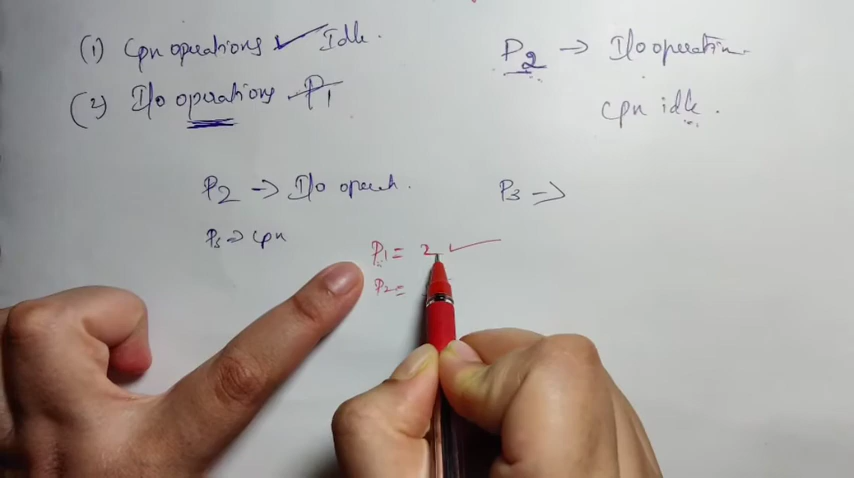 (1) Cpu operations ✓ Idle.
(2) I/o operations P1
P2 → I/o operation
cpu idle.
P2 → I/o operat.
P3 →
P3 ⇒ cpu
P1 = 2 ✓
P2 =